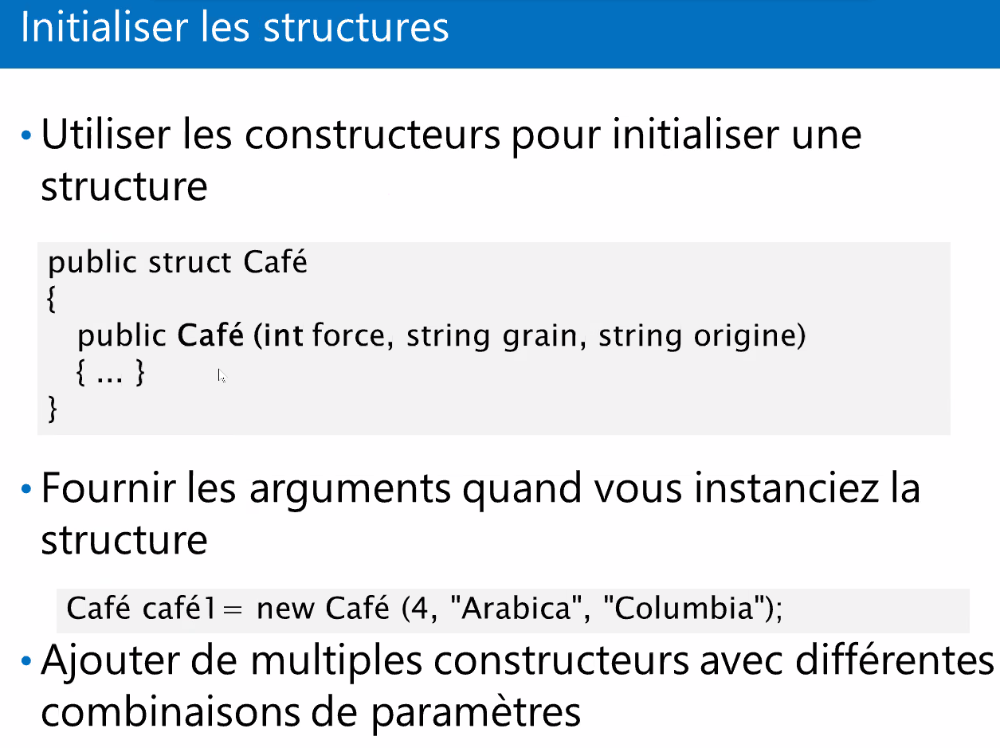 Initialiser les structures
• Utiliser les constructeurs pour initialiser une
structure
public struct Café
{
public Café (int force, string grain, string origine)
{ ... }
}
• Fournir les arguments quand vous instanciez la
structure
Café café1= new Café (4, "Arabica", "Columbia");
• Ajouter de multiples constructeurs avec différentes
combinaisons de paramètres